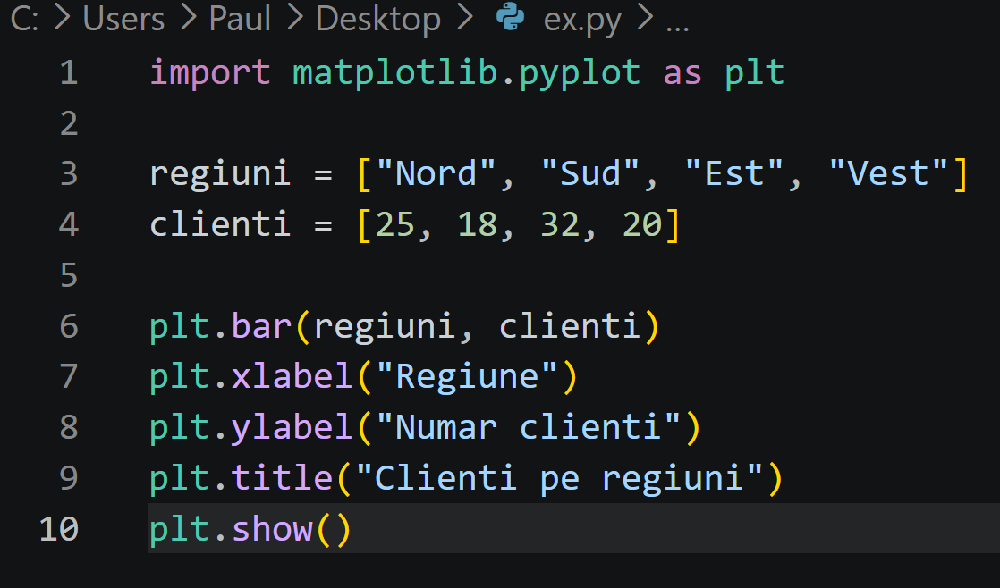 C: > Users > Paul > Desktop > ex.py > ...
1 import matplotlib.pyplot as plt
2
3 regiuni = ["Nord", "Sud", "Est", "Vest"]
4 clienti = [25, 18, 32, 20]
5
6 plt.bar(regiuni, clienti)
7 plt.xlabel("Regiune")
8 plt.ylabel("Numar clienti")
9 plt.title("Clienti pe regiuni")
10 plt.show()